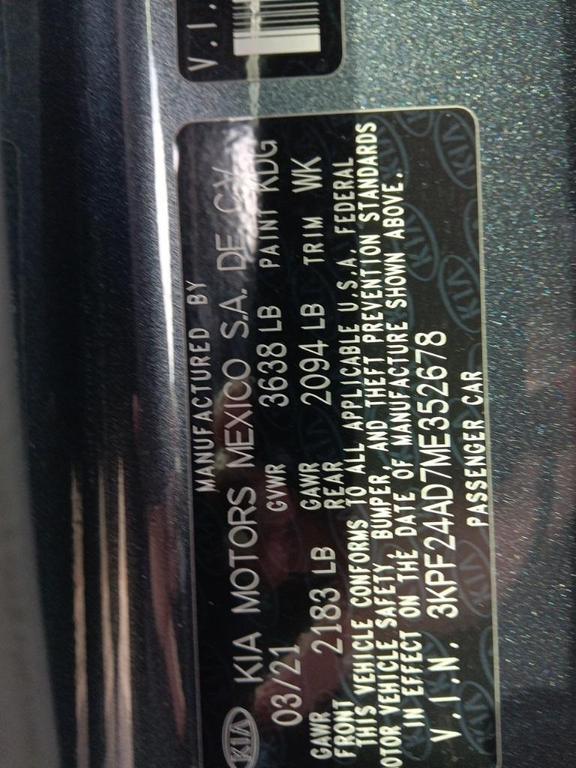 V.I.
MANUFACTURED BY
KIA KIA MOTORS MEXICO S.A. DE C.V.
03/21 GVWR 3638 LB PAINT KDG
GAWR FRONT 2183 LB GAWR REAR 2094 LB TRIM WK
THIS VEHICLE CONFORMS TO ALL APPLICABLE U.S.A. FEDERAL
OTOR VEHICLE SAFETY, BUMPER, AND THEFT PREVENTION STANDARDS
IN EFFECT ON THE DATE OF MANUFACTURE SHOWN ABOVE.
V.I.N. 3KPF24AD7ME352678
PASSENGER CAR